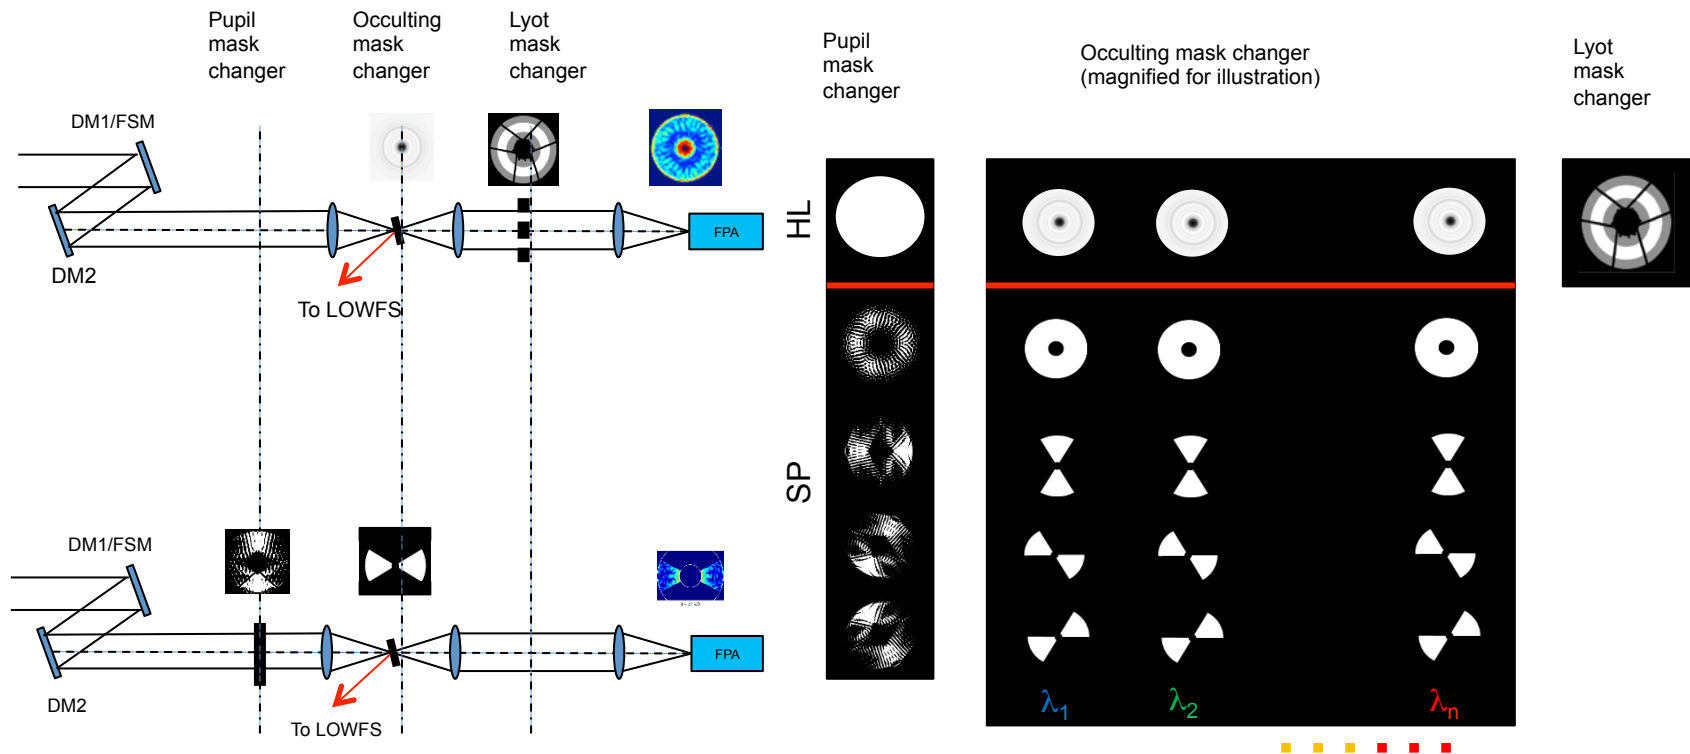 Pupil
mask
changer
Occulting
mask
changer
Lyot
mask
changer
DM1/FSM
DM2
To LOWFS
FPA
DM1/FSM
DM2
To LOWFS
FPA
Pupil
mask
changer
Occulting mask changer
(magnified for illustration)
Lyot
mask
changer
HL
SP
λ1
λ2
λn